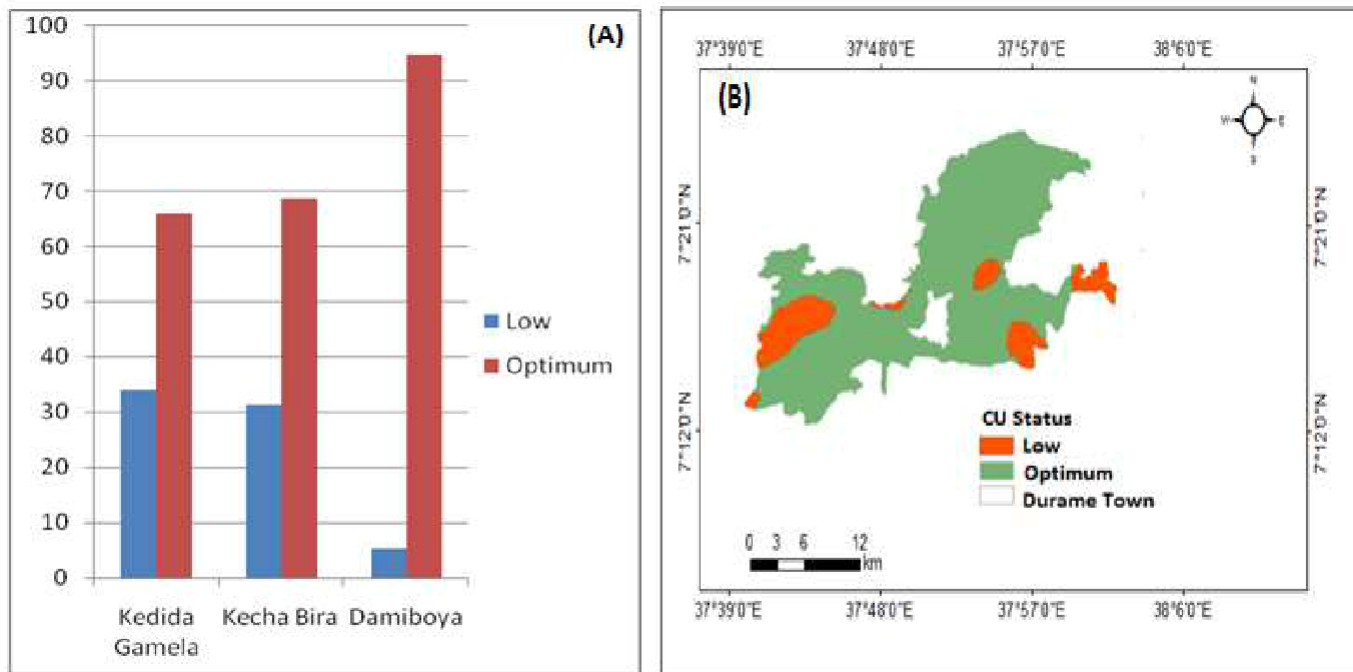 (A)
100
90
80
70
60
50
40
30
20
10
0
Low
Optimum
Kedida Gamela
Kecha Bira
Damiboya
(B)
37°39'0"E 37°48'0"E 37°57'0"E 38°6'0"E
N
W E
S
7°21'0"N 7°21'0"N
7°12'0"N 7°12'0"N
CU Status
Low
Optimum
Durame Town
0 3 6 12
km
37°39'0"E 37°48'0"E 37°57'0"E 38°6'0"E